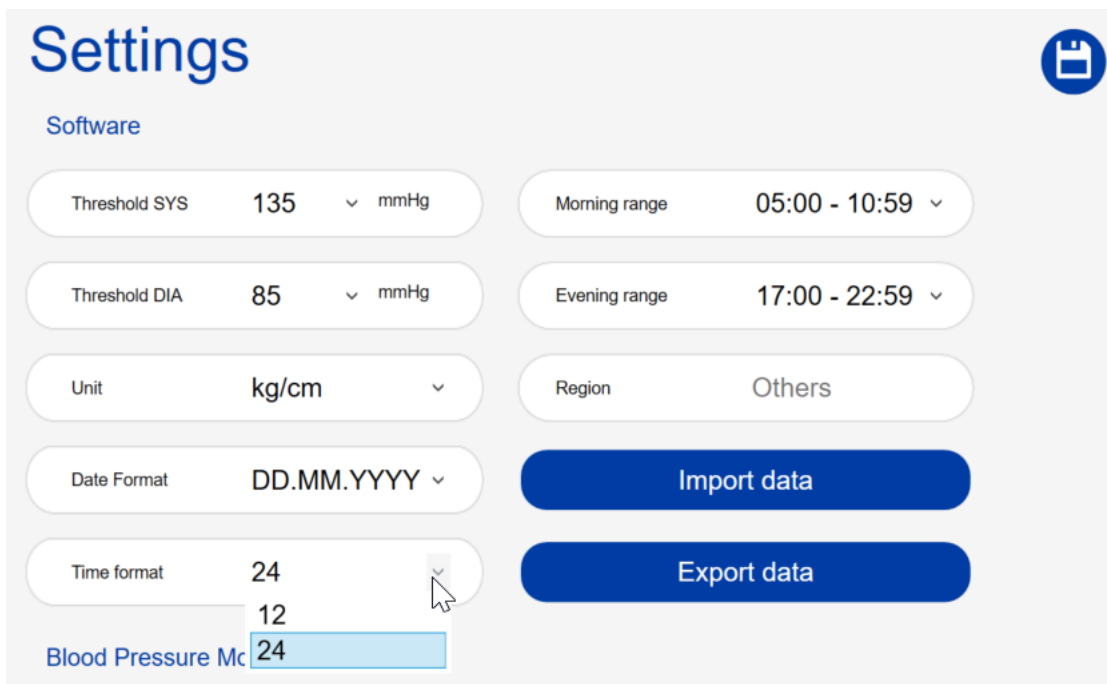 Settings
Software
Threshold SYS 135 mmHg
Morning range 05:00 - 10:59
Threshold DIA 85 mmHg
Evening range 17:00 - 22:59
Unit kg/cm
Region Others
Date Format DD.MM.YYYY
Import data
Time format 24
Export data
12
24
Blood Pressure